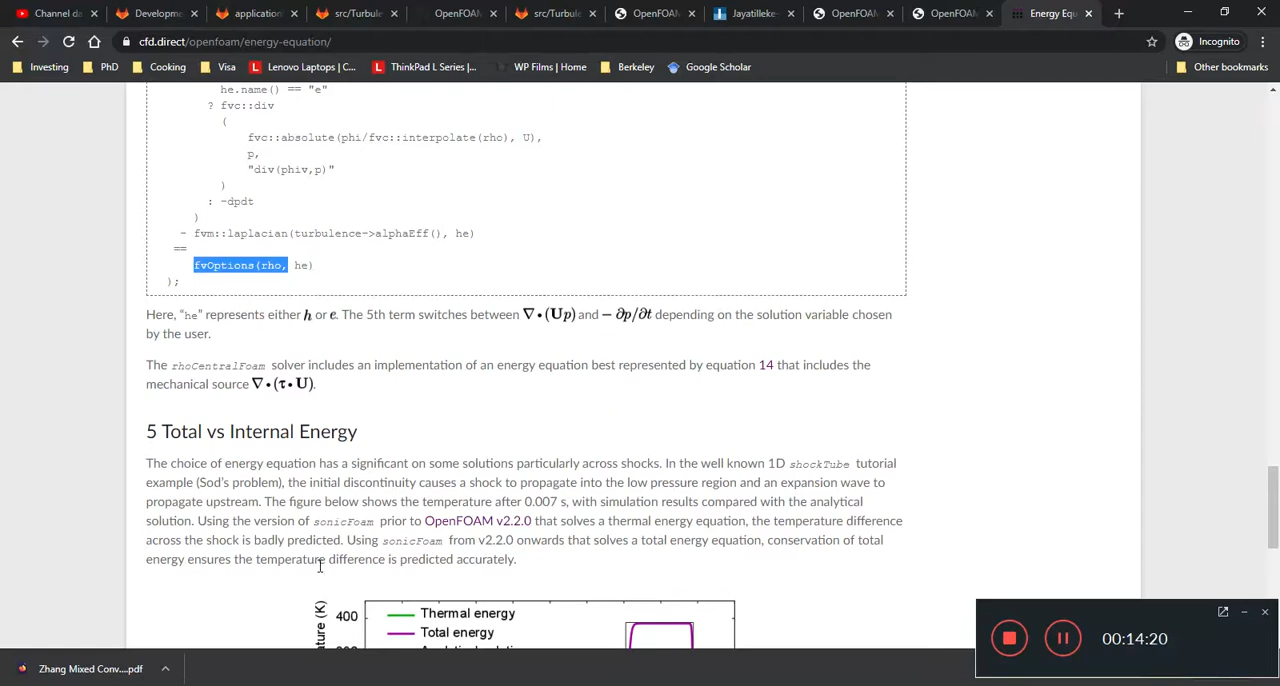 Channel da
Developme
application
src/Turbule
OpenFOAM
src/Turbule
OpenFOAM
Jayatilleke
OpenFOAM
OpenFOAM
Energy Equ
cfd.direct/openfoam/energy-equation/
Incognito
Investing
PhD
Cooking
Visa
Lenovo Laptops | C...
ThinkPad L Series |...
WP Films | Home
Berkeley
Google Scholar
Other bookmarks
he.name() == "e"
? fvc::div
(
fvc::absolute(phi/fvc::interpolate(rho), U),
p,
"div(phiv,p)"
)
: -dpdt
)
- fvm::laplacian(turbulence->alphaEff(), he)
==
fvOptions(rho, he)
);
Here, "he" represents either h or e. The 5th term switches between ∇•(Up) and − ∂p/∂t depending on the solution variable chosen
by the user.
The rhoCentralFoam solver includes an implementation of an energy equation best represented by equation 14 that includes the
mechanical source ∇•(τ•U).
5 Total vs Internal Energy
The choice of energy equation has a significant on some solutions particularly across shocks. In the well known 1D shockTube tutorial
example (Sod's problem), the initial discontinuity causes a shock to propagate into the low pressure region and an expansion wave to
propagate upstream. The figure below shows the temperature after 0.007 s, with simulation results compared with the analytical
solution. Using the version of sonicFoam prior to OpenFOAM v2.2.0 that solves a thermal energy equation, the temperature difference
across the shock is badly predicted. Using sonicFoam from v2.2.0 onwards that solves a total energy equation, conservation of total
energy ensures the temperature difference is predicted accurately.
400
Thermal energy
Total energy
00:14:20
Zhang Mixed Conv....pdf